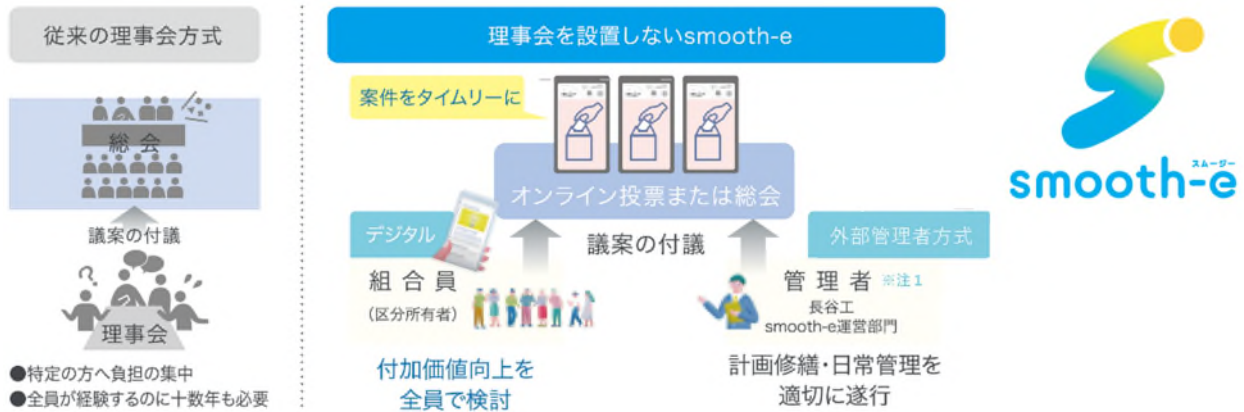 従来の理事会方式
総会
議案の付議
理事会
●特定の方へ負担の集中
●全員が経験するのに十数年も必要
理事会を設置しないsmooth-e
案件をタイムリーに
オンライン投票または総会
デジタル
議案の付議
外部管理者方式
組合員
(区分所有者)
管理者 ※注1
長谷工
smooth-e運営部門
付加価値向上を
全員で検討
計画修繕・日常管理を
適切に遂行
スムージー
smooth-e